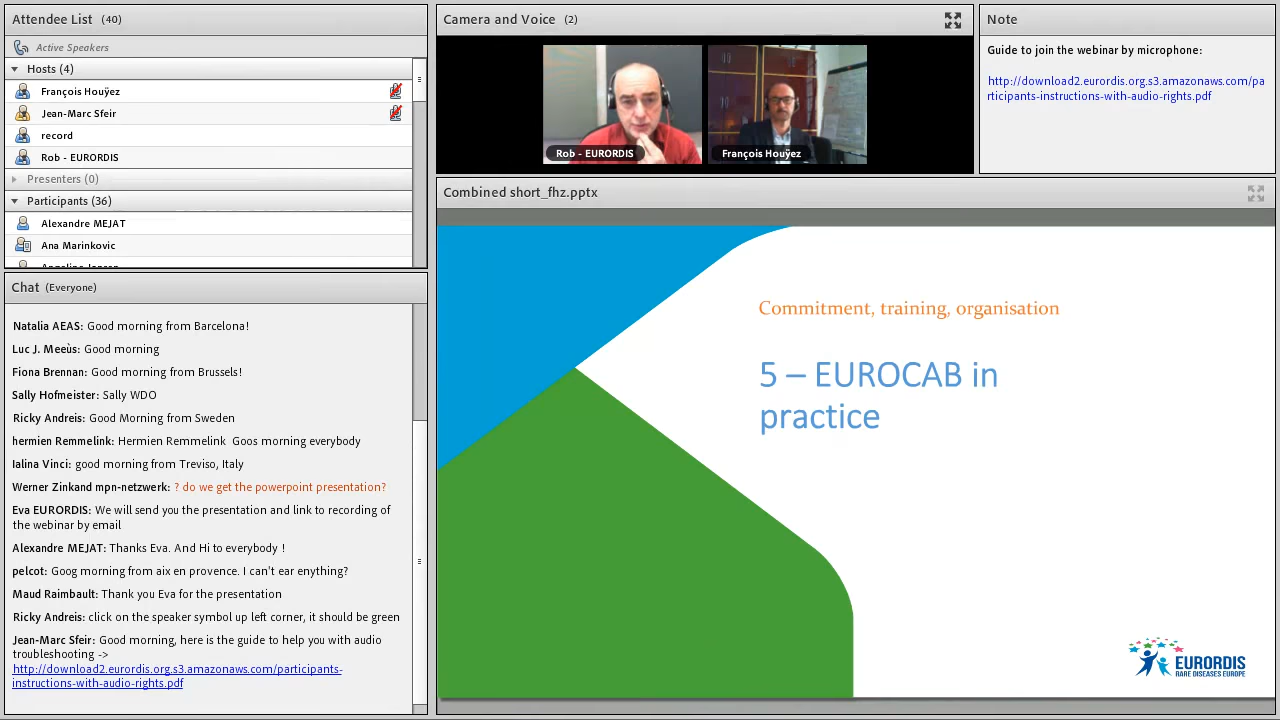 Attendee List (40)
Active Speakers
Hosts (4)
François Houÿez
Jean-Marc Sfeir
record
Rob - EURORDIS
Presenters (0)
Participants (36)
Alexandre MEJAT
Ana Marinkovic
Chat (Everyone)
Natalia AEAS: Good morning from Barcelona!
Luc J. Meeùs: Good morning
Fiona Bremin: Good morning from Brusels!
Sally Hofmeister: Sally WDO
Ricky Andreis: Good Morning from Sweden
hermien Remmelink: Hermien Remmelink Goos morning everybody
Ialina Vinci: good morning from Treviso, Italy
Werner Zinkand mpn-netzwerk: ? do we get the powerpoint presentation?
Eva EURORDIS: We will send you the presentation and link to recording of
the webinar by email
Alexandre MEJAT: Thanks Eva. And Hi to everybody !
pelcot: Goog morning from aix en provence. I can't ear enything?
Maud Raimbault: Thank you Eva for the presentation
Ricky Andreis: click on the speaker symbol up left corner, it should be green
Jean-Marc Sfeir: Good morning, here is the guide to help you with audio
troubleshooting ->
http://download2.eurordis.org.s3.amazonaws.com/participants-
instructions-with-audio-rights.pdf
Camera and Voice (2)
Rob - EURORDIS
François Houÿez
Note
Guide to join the webinar by microphone:
http://download2.eurordis.org.s3.amazonaws.com/pa
rticipants-instructions-with-audio-rights.pdf
Combined short_fhz.pptx
Commitment, training, organisation
5 – EUROCAB in
practice
EURORDIS
RARE DISEASES EUROPE